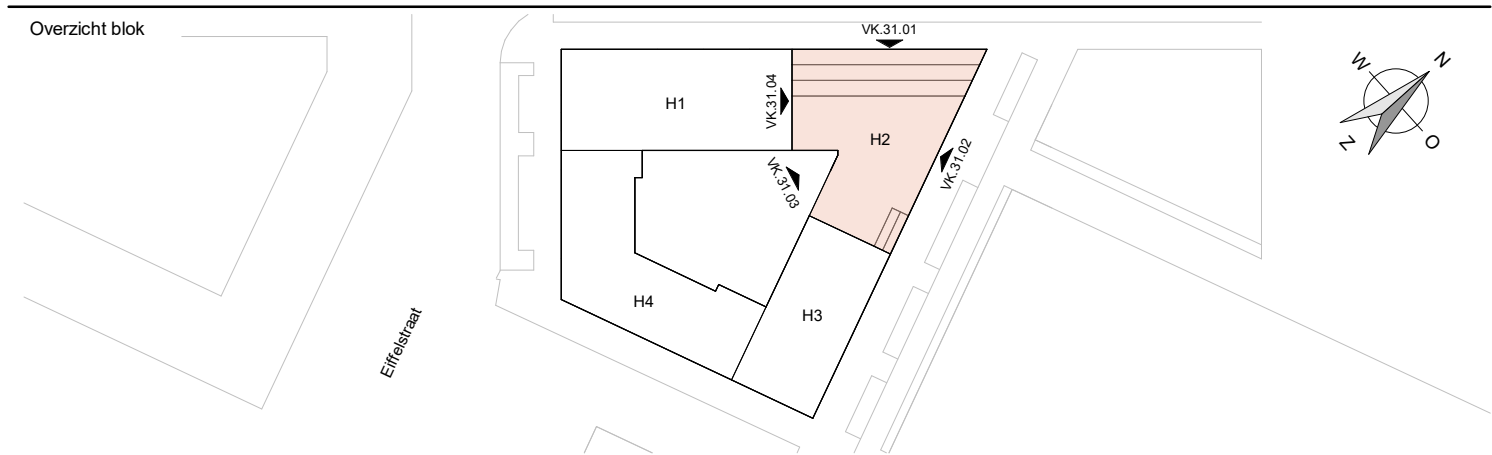 Overzicht blok
VK.31.01
W
N
Z
O
H1
VK.31.04
H2
VK.31.02
VK.31.03
H4
H3
Eiffelstraat